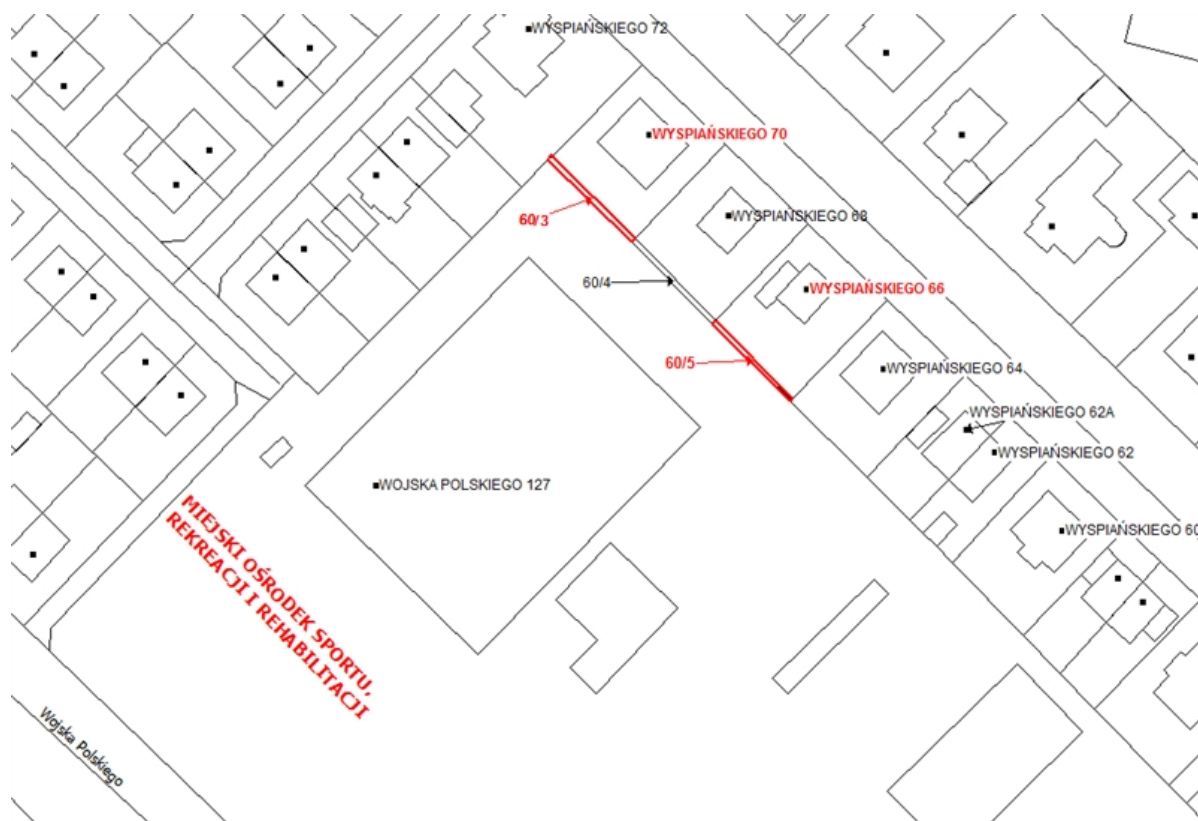 WYSPIAŃSKIEGO 72
WYSPIAŃSKIEGO 70
60/3
WYSPIAŃSKIEGO 68
60/4
WYSPIAŃSKIEGO 66
60/5
WYSPIAŃSKIEGO 64
WYSPIAŃSKIEGO 62A
WYSPIAŃSKIEGO 62
WOJSKA POLSKIEGO 127
WYSPIAŃSKIEGO 60
MIEJSKI OŚRODEK SPORTU,
REKREACJI I REHABILITACJI
Wojska Polskiego